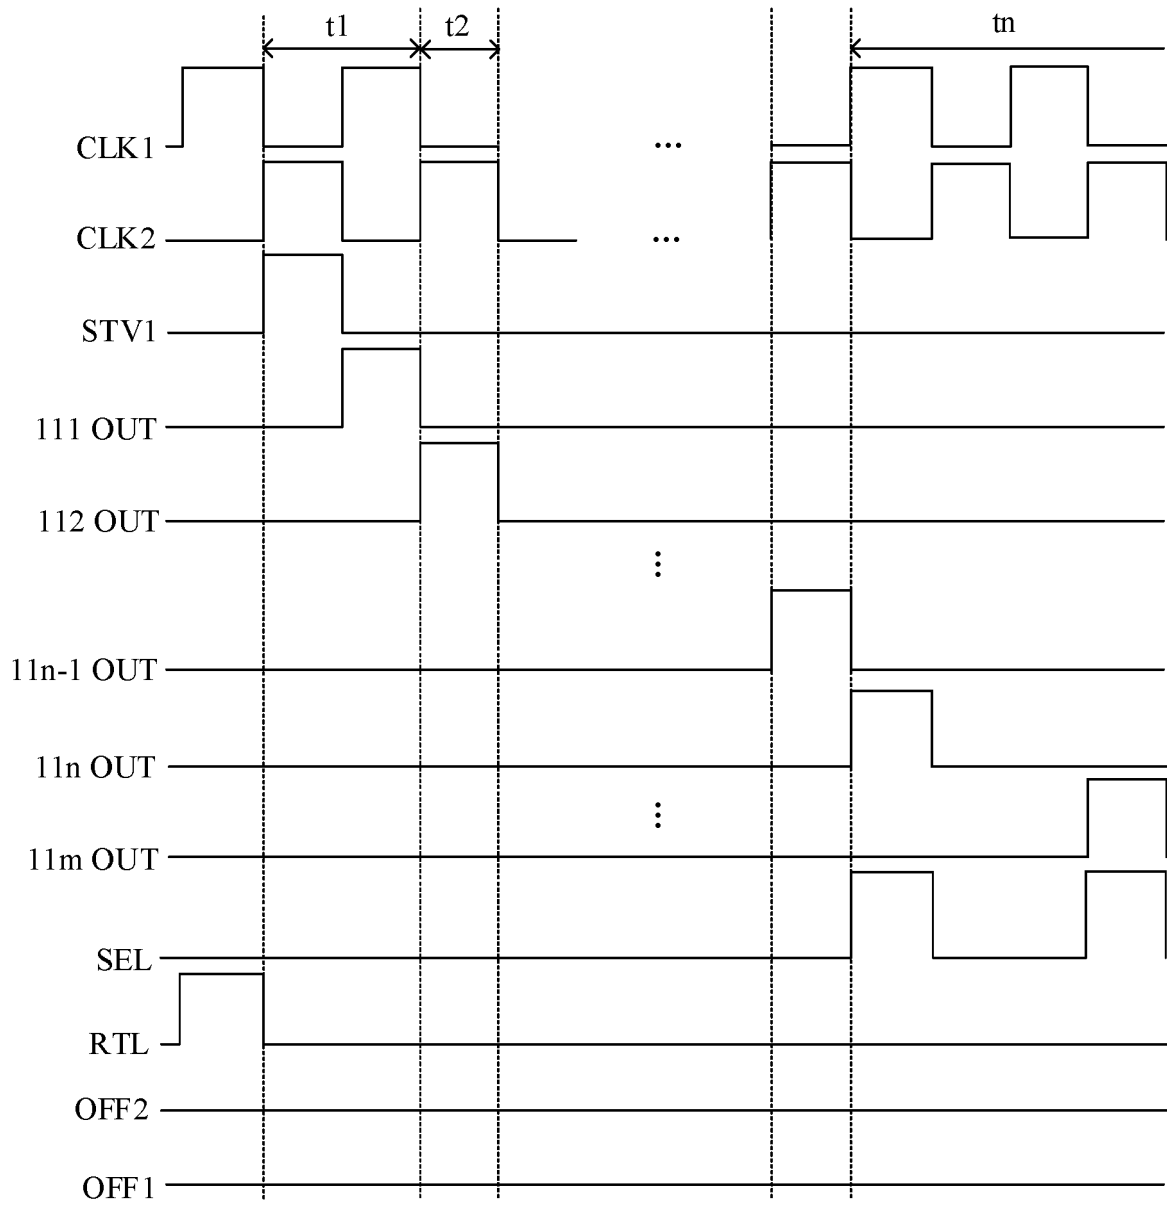 t1 t2 tn
CLK1 ...
CLK2 ...
STV1
111 OUT
112 OUT
⋮
11n-1 OUT
11n OUT
⋮
11m OUT
SEL
RTL
OFF2
OFF1